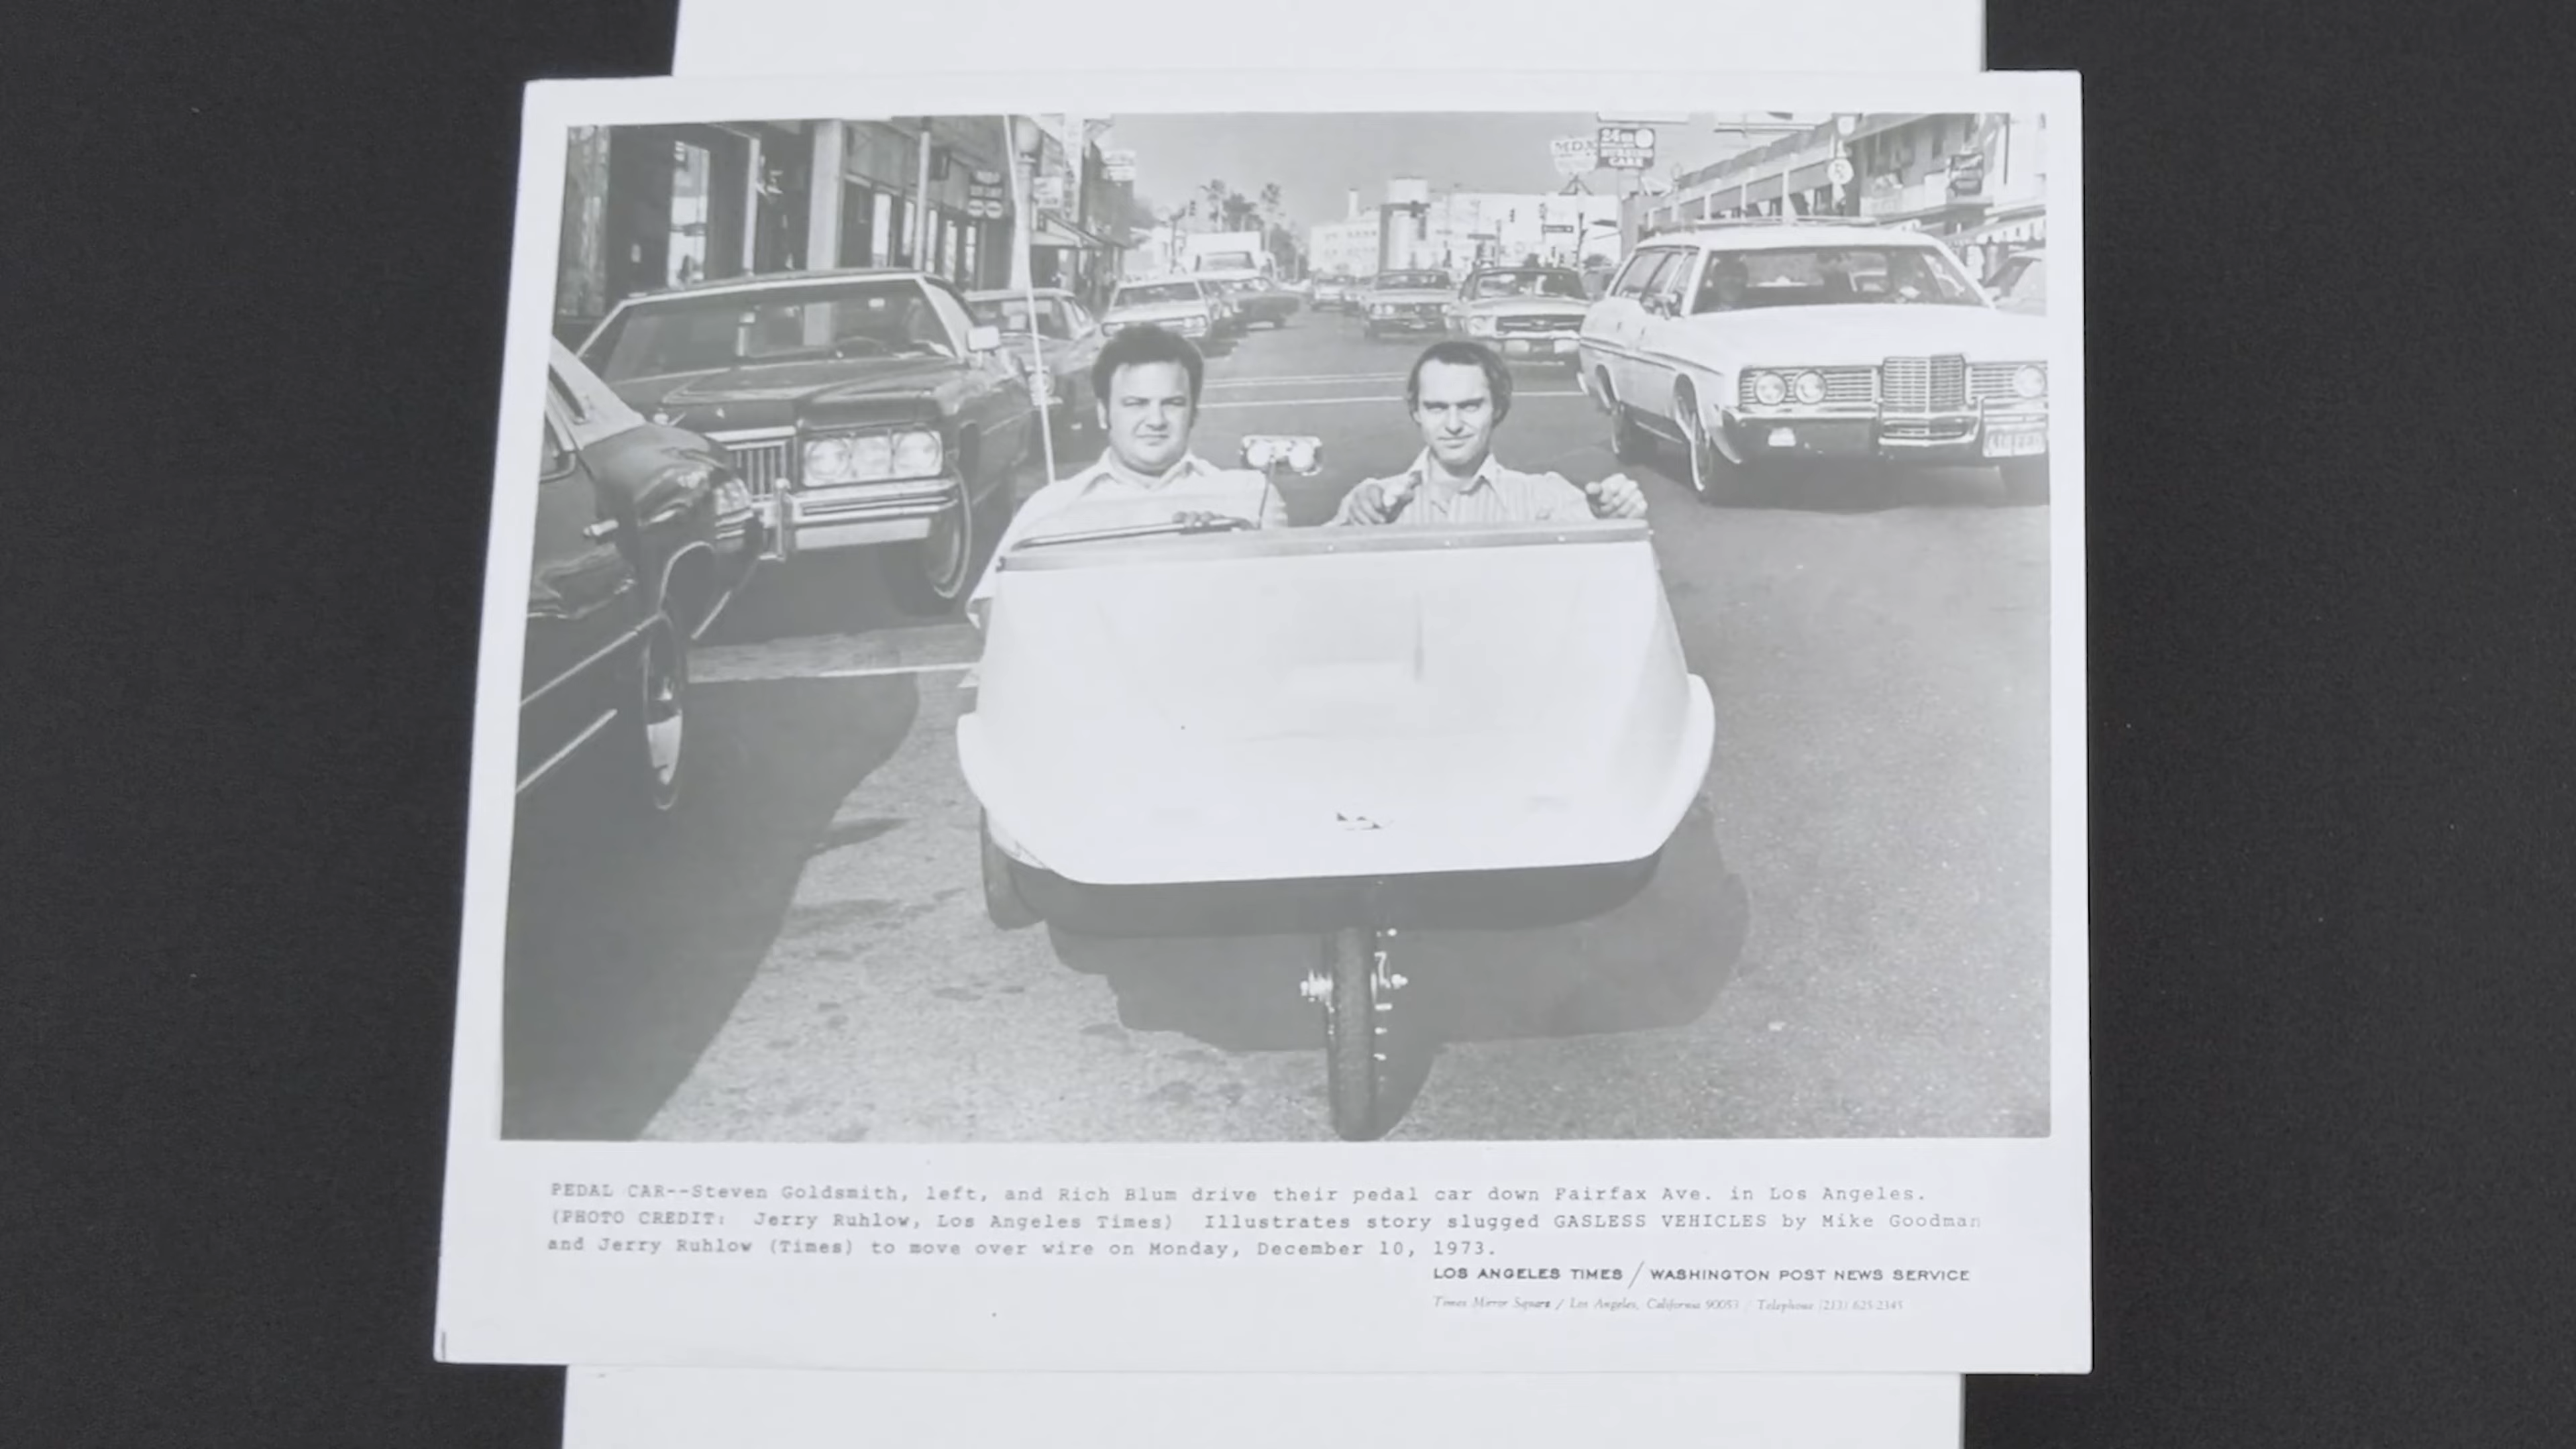 24HR
NURSING
CARE
PEDAL CAR--Steven Goldsmith, left, and Rich Blum drive their pedal car down Fairfax Ave. in Los Angeles.
(PHOTO CREDIT: Jerry Ruhlow, Los Angeles Times) Illustrates story slugged GASLESS VEHICLES by Mike Goodman
and Jerry Ruhlow (Times) to move over wire on Monday, December 10, 1973.
LOS ANGELES TIMES / WASHINGTON POST NEWS SERVICE
Times Mirror Square / Los Angeles, California 90053 / Telephone (213) 625-2345